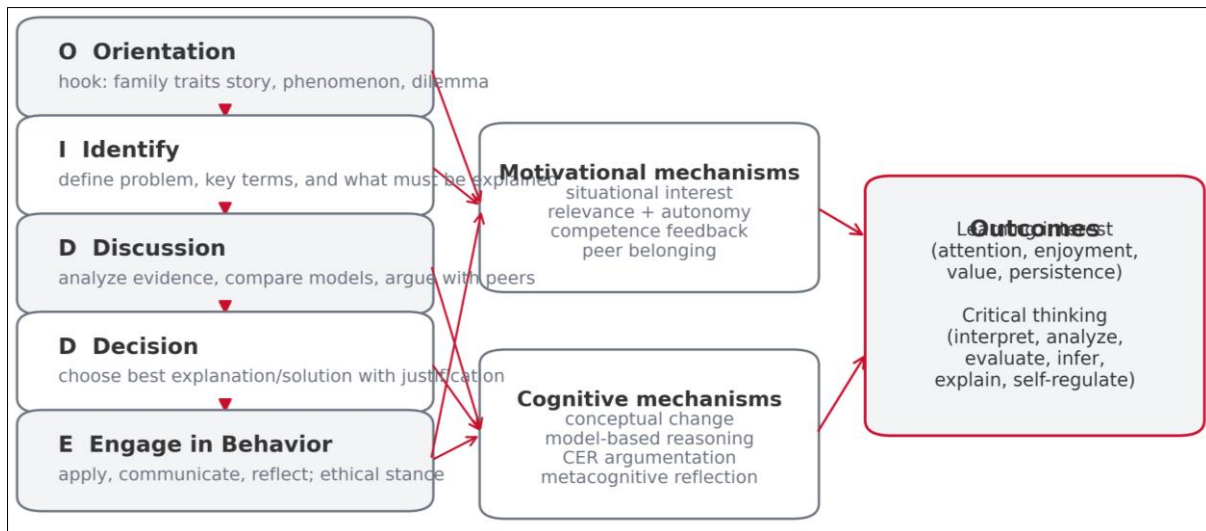 O Orientation
hook: family traits story, phenomenon, dilemma
I Identify
define problem, key terms, and what must be explained
D Discussion
analyze evidence, compare models, argue with peers
D Decision
choose best explanation/solution with justification
E Engage in Behavior
apply, communicate, reflect; ethical stance
Motivational mechanisms
situational interest
relevance + autonomy
competence feedback
peer belonging
Cognitive mechanisms
conceptual change
model-based reasoning
CER argumentation
metacognitive reflection
Outcomes
Learning interest
(attention, enjoyment,
value, persistence)
Critical thinking
(interpret, analyze,
evaluate, infer,
explain, self-regulate)